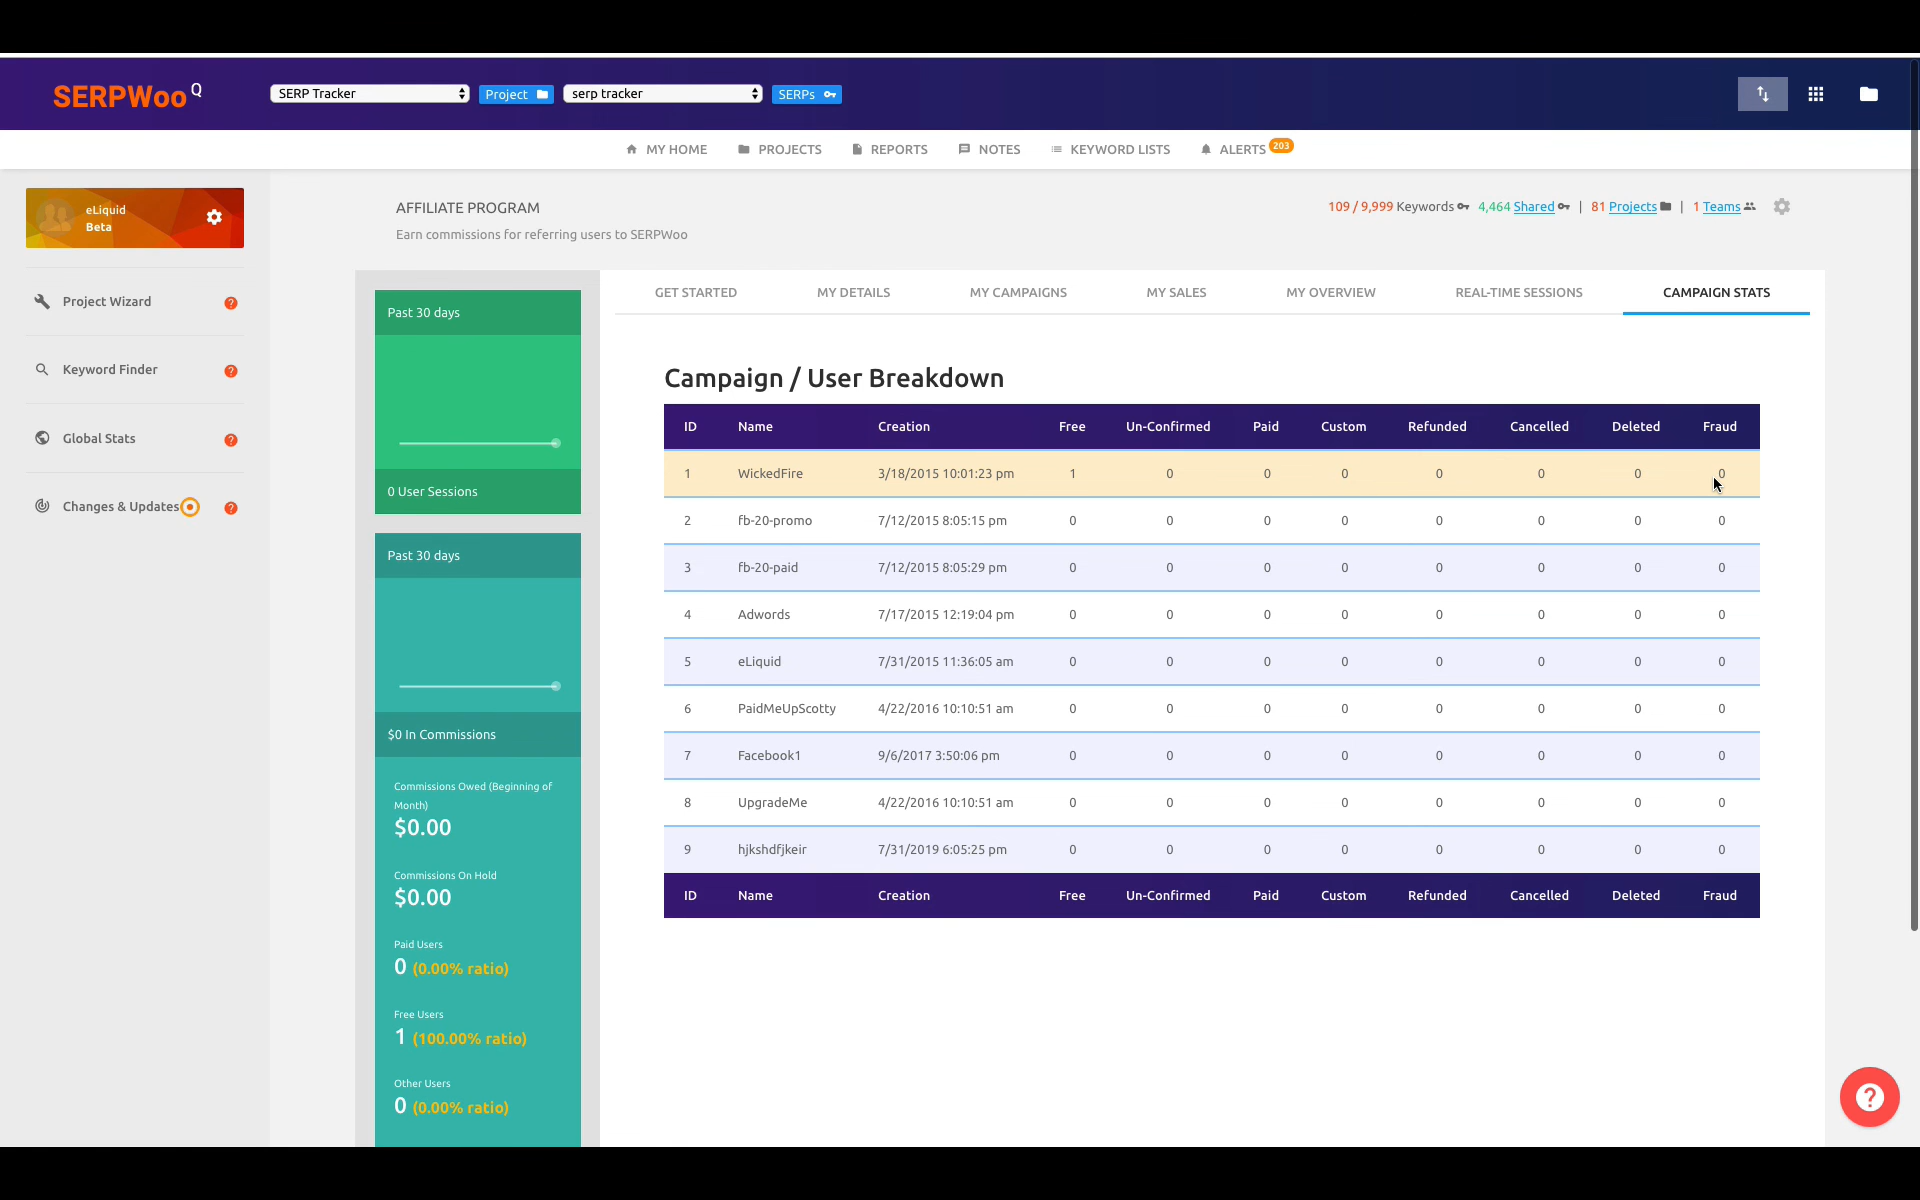 SERPWoo Q
SERP Tracker Project serp tracker SERPs
MY HOME PROJECTS REPORTS NOTES KEYWORD LISTS ALERTS 203
eLiquid
Beta
Project Wizard ?
Keyword Finder ?
Global Stats ?
Changes & Updates ?
AFFILIATE PROGRAM
Earn commissions for referring users to SERPWoo
109 / 9,999 Keywords 4,464 Shared | 81 Projects | 1 Teams
Past 30 days
0 User Sessions
Past 30 days
$0 In Commissions
Commissions Owed (Beginning of
Month)
$0.00
Commissions On Hold
$0.00
Paid Users
0 (0.00% ratio)
Free Users
1 (100.00% ratio)
Other Users
0 (0.00% ratio)
GET STARTED MY DETAILS MY CAMPAIGNS MY SALES MY OVERVIEW REAL-TIME SESSIONS CAMPAIGN STATS
Campaign / User Breakdown
ID Name Creation Free Un-Confirmed Paid Custom Refunded Cancelled Deleted Fraud
1 WickedFire 3/18/2015 10:01:23 pm 1 0 0 0 0 0 0 0
2 fb-20-promo 7/12/2015 8:05:15 pm 0 0 0 0 0 0 0 0
3 fb-20-paid 7/12/2015 8:05:29 pm 0 0 0 0 0 0 0 0
4 Adwords 7/17/2015 12:19:04 pm 0 0 0 0 0 0 0 0
5 eLiquid 7/31/2015 11:36:05 am 0 0 0 0 0 0 0 0
6 PaidMeUpScotty 4/22/2016 10:10:51 am 0 0 0 0 0 0 0 0
7 Facebook1 9/6/2017 3:50:06 pm 0 0 0 0 0 0 0 0
8 UpgradeMe 4/22/2016 10:10:51 am 0 0 0 0 0 0 0 0
9 hjkshdfjkeir 7/31/2019 6:05:25 pm 0 0 0 0 0 0 0 0
ID Name Creation Free Un-Confirmed Paid Custom Refunded Cancelled Deleted Fraud
?